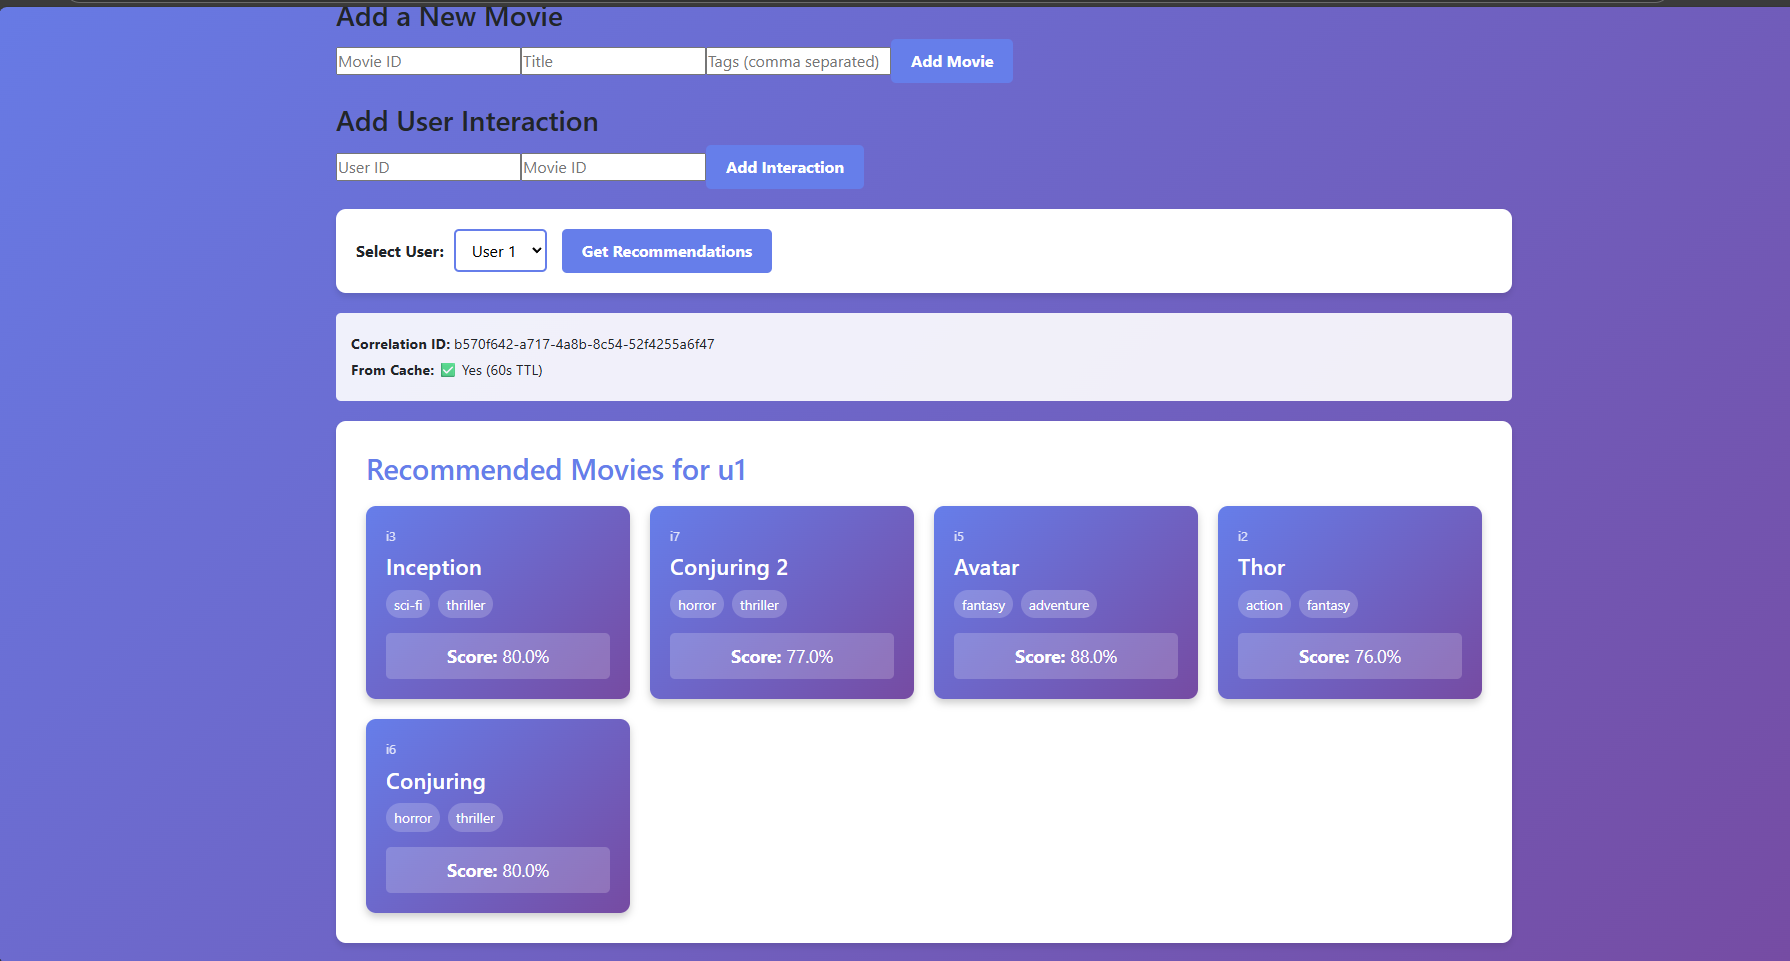 Add a New Movie
Movie ID Title Tags (comma separated) Add Movie
Add User Interaction
User ID Movie ID Add Interaction
Select User: User 1 Get Recommendations
Correlation ID: b570f642-a717-4a8b-8c54-52f4255a6f47
From Cache: ✅ Yes (60s TTL)
Recommended Movies for u1
i3
Inception
sci-fi thriller
Score: 80.0%
i7
Conjuring 2
horror thriller
Score: 77.0%
i5
Avatar
fantasy adventure
Score: 88.0%
i2
Thor
action fantasy
Score: 76.0%
i6
Conjuring
horror thriller
Score: 80.0%